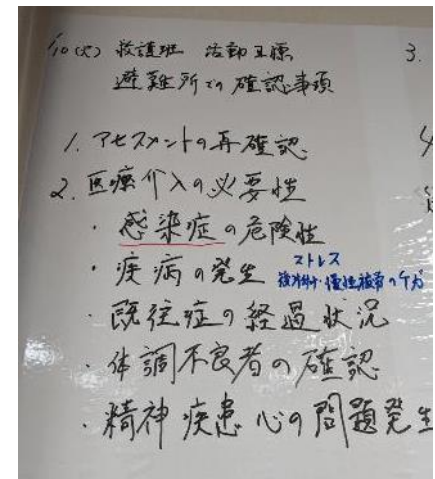 1/10(火) 救護班 活動目標
避難所での確認事項
1. アセスメントの再確認
2. 医療介入の必要性
・感染症の危険性
・疾病の発生 ストレス
・既往症の経過状況
・体調不良者の確認
・精神疾患 心の問題発生
3.